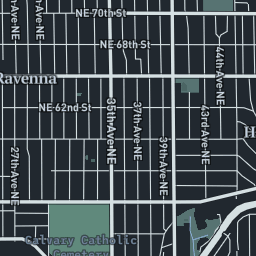 NE 70th St
NE 68th St
44th Ave NE
Ravenna
NE 62nd St
35th Ave NE
37th Ave NE
43rd Ave NE
39th Ave NE
27th Ave NE
H
Calvary Catholic
Cemetery